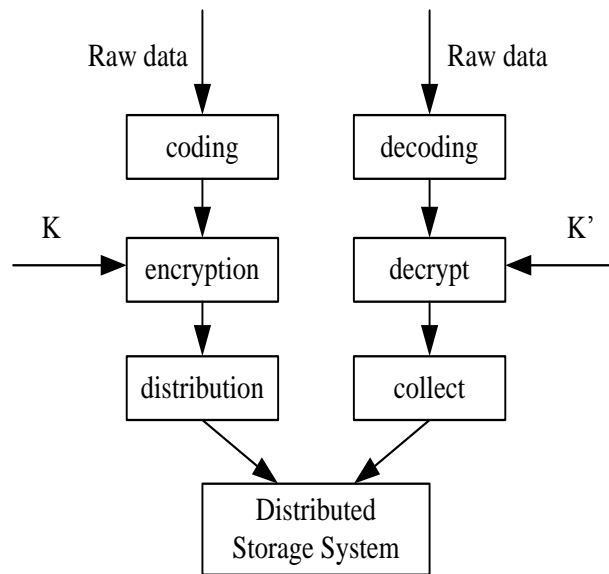 Raw data
Raw data
coding
decoding
K
K’
encryption
decrypt
distribution
collect
Distributed
Storage System